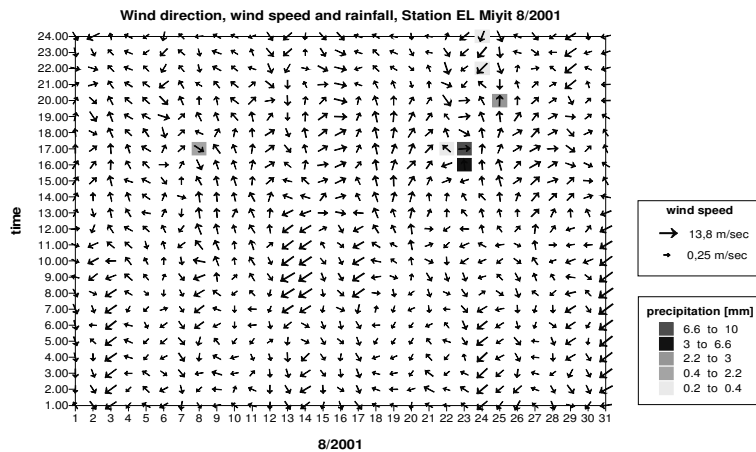 Wind direction, wind speed and rainfall, Station EL Miyit 8/2001
24.00
23.00
22.00
21.00
20.00
19.00
18.00
17.00
16.00
15.00
14.00
13.00
12.00
11.00
10.00
9.00
8.00
7.00
6.00
5.00
4.00
3.00
2.00
1.00
time
1 2 3 4 5 6 7 8 9 10 11 12 13 14 15 16 17 18 19 20 21 22 23 24 25 26 27 28 29 30 31
8/2001
wind speed
13,8 m/sec
0,25 m/sec
precipitation [mm]
6.6 to 10
3 to 6.6
2.2 to 3
0.4 to 2.2
0.2 to 0.4